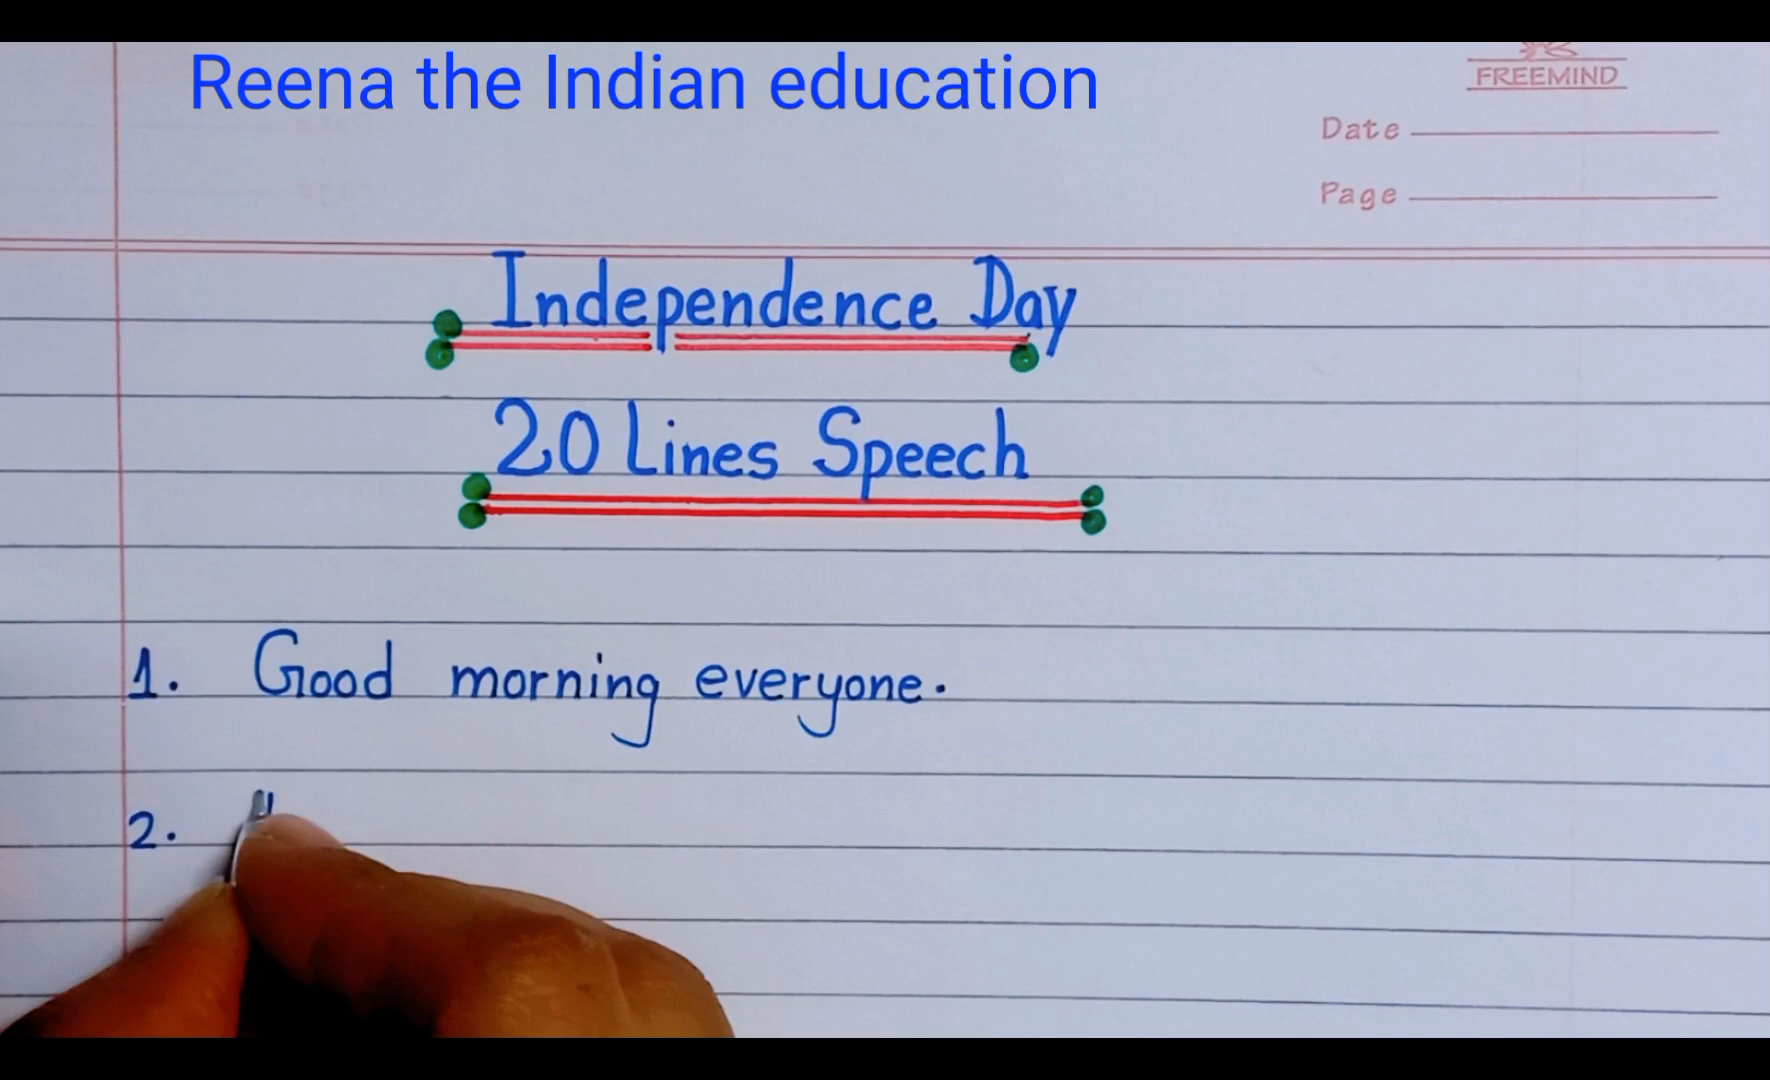 Reena the Indian education
FREEMIND
Date
Page
Independence Day
20 Lines Speech
1. Good morning everyone.
2.